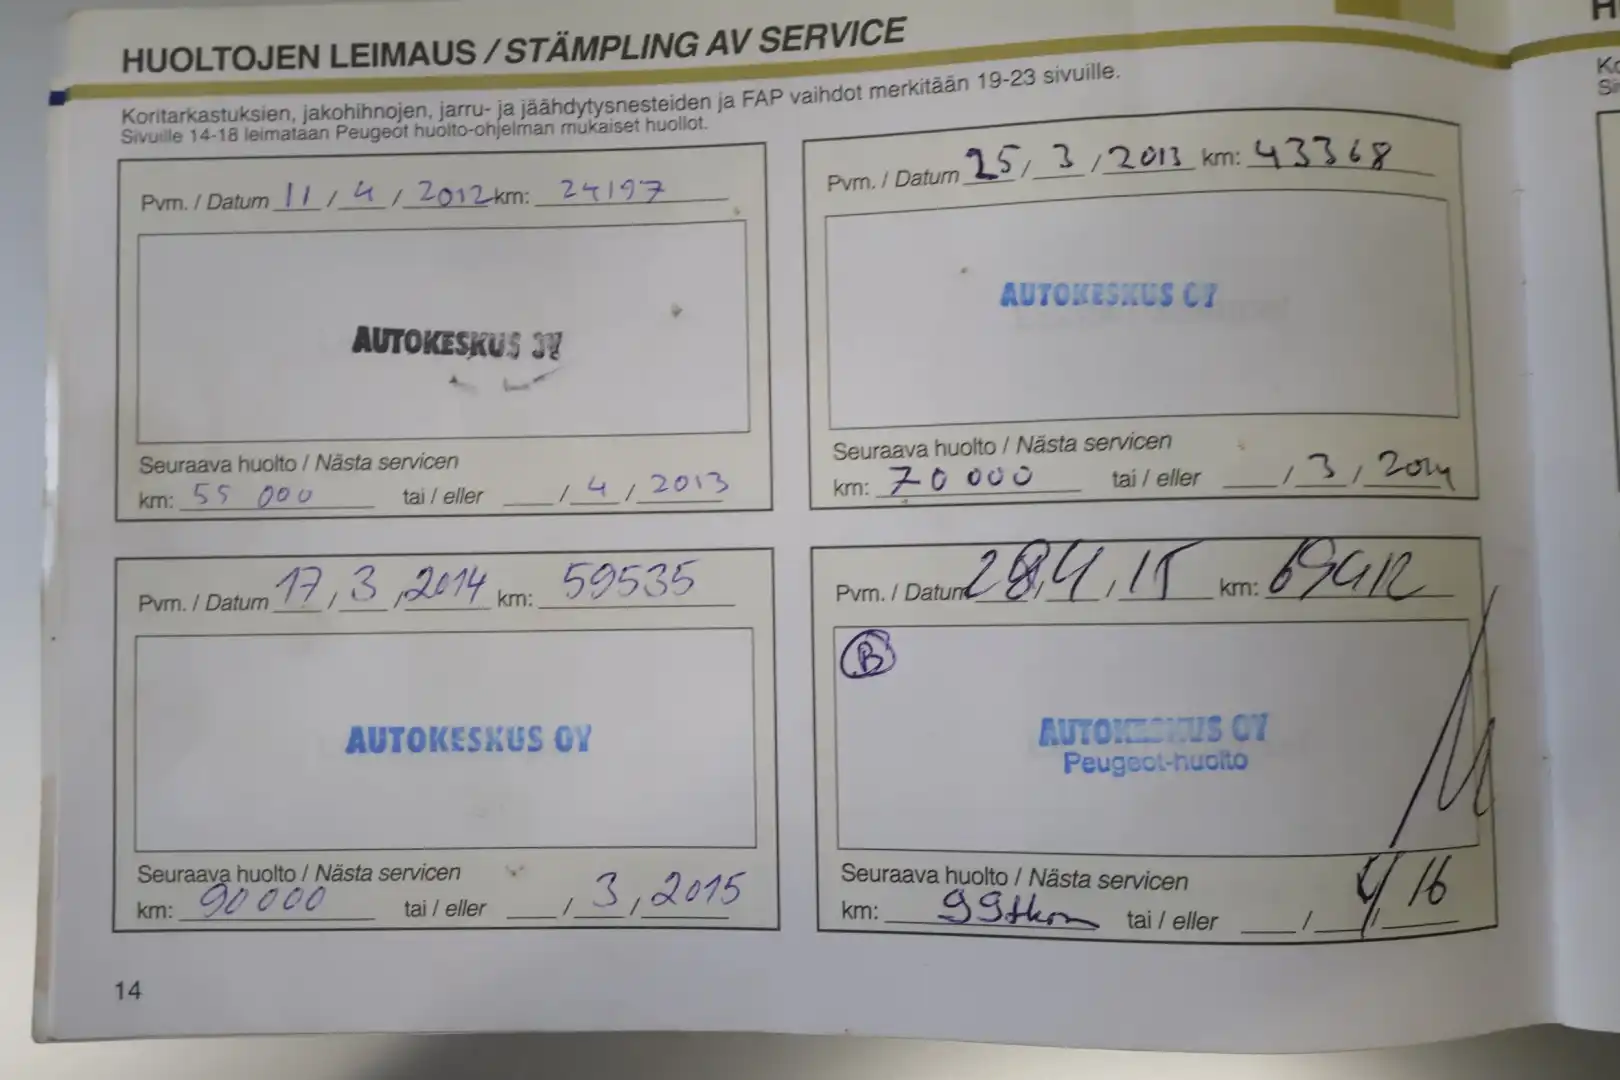 HUOLTOJEN LEIMAUS / STÄMPLING AV SERVICE
Koritarkastuksien, jakohihnojen, jarru- ja jäähdytysnesteiden ja FAP vaihdot merkitään 19-23 sivuille.
Sivuille 14-18 leimataan Peugeot huolto-ohjelman mukaiset huollot.
Pvm. / Datum 11 / 4 / 2012 km: 24197
AUTOKESKUS
Seuraava huolto / Nästa servicen
km: 55 000 tai / eller / 4 / 2013
Pvm. / Datum 25 / 3 / 2013 km: 43368
AUTOKESKUS OY
Seuraava huolto / Nästa servicen
km: 70 000 tai / eller / 3 / 2014
Pvm. / Datum 17 / 3 / 2014 km: 59535
AUTOKESKUS OY
Seuraava huolto / Nästa servicen
km: 90 000 tai / eller / 3 / 2015
Pvm. / Datum 28 / 4 / 15 km: 69412
B
AUTOKESKUS OY
Peugeot-huolto
Seuraava huolto / Nästa servicen
km: 99tkm tai / eller / 4 / 16
14